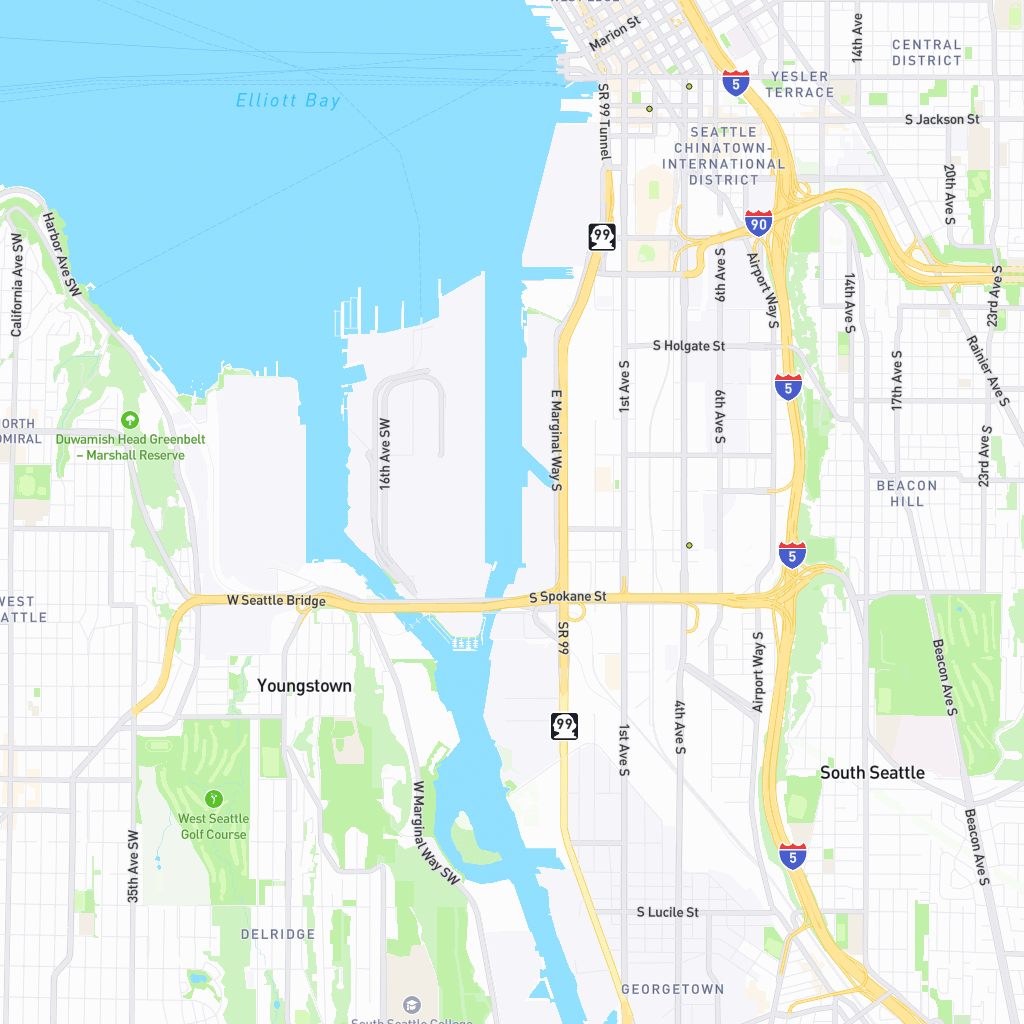 Marion St
14th Ave
CENTRAL
DISTRICT
5
YESLER
TERRACE
Elliott Bay
SR 99 Tunnel
S Jackson St
SEATTLE
CHINATOWN-
INTERNATIONAL
DISTRICT
20th Ave S
Harbor Ave SW
California Ave SW
99
90
6th Ave S
Airport Way S
14th Ave S
23rd Ave S
S Holgate St
Rainier Ave S
1st Ave S
17th Ave S
5
E Marginal Way S
6th Ave S
16th Ave SW
23rd Ave S
Duwamish Head Greenbelt
– Marshall Reserve
BEACON
HILL
5
W Seattle Bridge
S Spokane St
WEST
SR 99
Airport Way S
Beacon Ave S
Youngstown
99
1st Ave S
4th Ave S
South Seattle
West Seattle
Golf Course
W Marginal Way SW
35th Ave SW
Beacon Ave S
5
S Lucile St
DELRIDGE
GEORGETOWN
South Seattle College